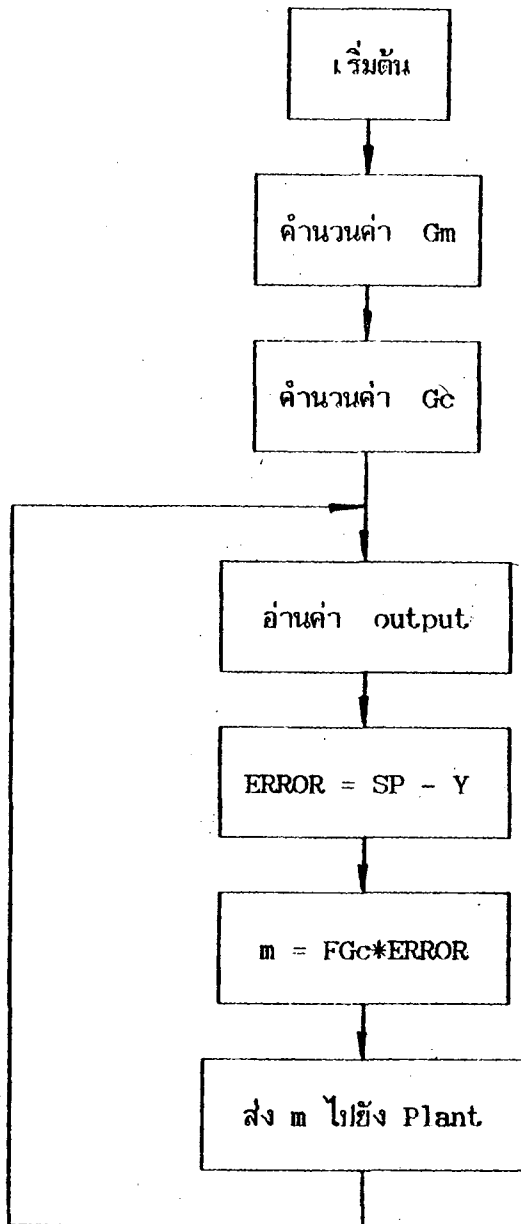 เริ่มต้น
คำนวนค่า Gm
คำนวนค่า Gc
อ่านค่า output
ERROR = SP - Y
m = FGc*ERROR
ส่ง m ไปยัง Plant